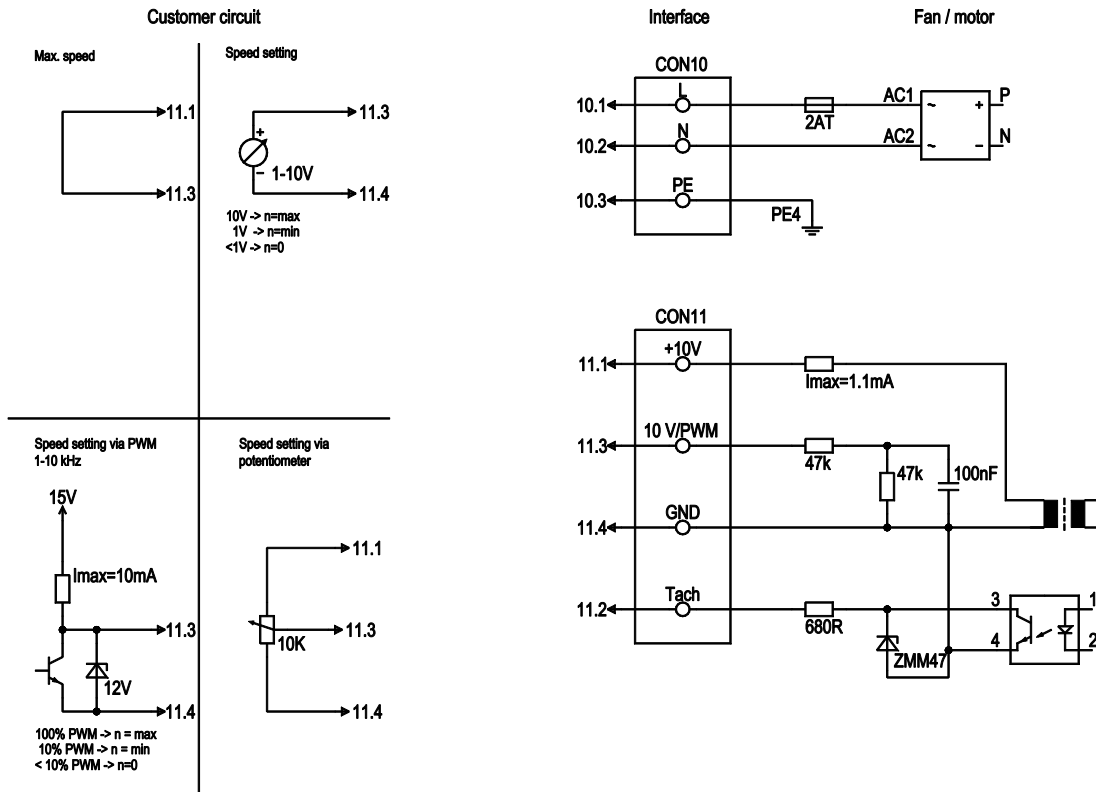 Customer circuit
Interface
Fan / motor
Max. speed
11.1
11.3
Speed setting
11.3
+
–
1-10V
11.4
10V -> n=max
1V -> n=min
<1V -> n=0
Speed setting via PWM
1-10 kHz
15V
Imax=10mA
11.3
12V
11.4
100% PWM -> n = max
10% PWM -> n = min
< 10% PWM -> n=0
Speed setting via
potentiometer
11.1
11.3
10K
11.4
CON10
10.1
L
2AT
AC1
~
+
P
10.2
N
AC2
~
–
N
10.3
PE
PE4
CON11
11.1
+10V
Imax=1.1mA
11.3
10 V/PWM
47k
47k
100nF
11.4
GND
11.2
Tach
680R
ZMM47
3
4
1
2